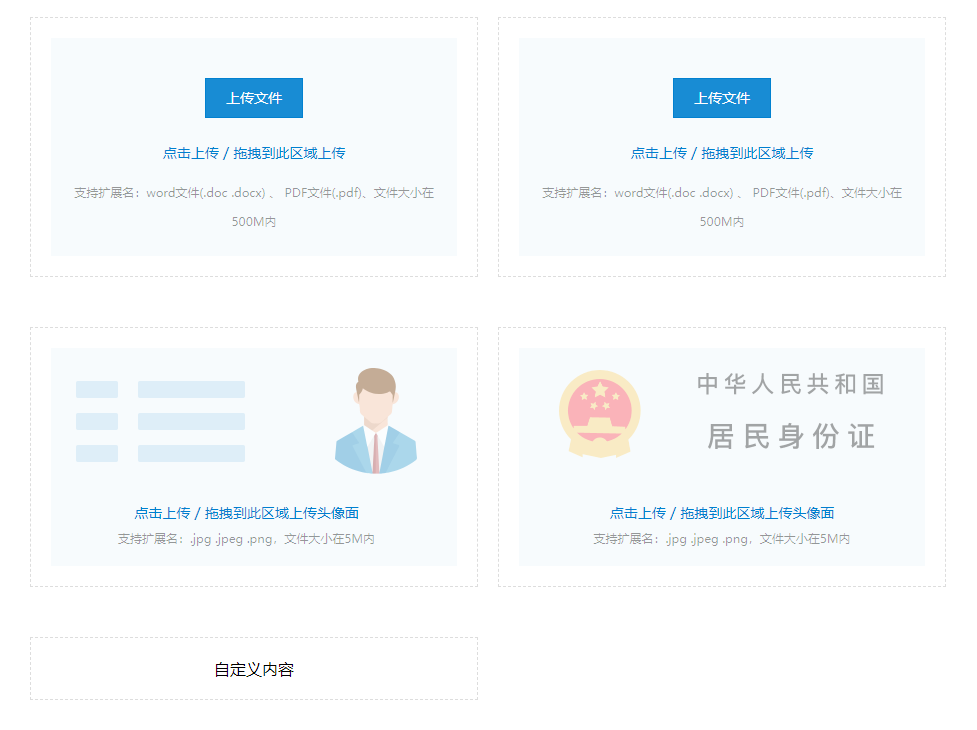 上传文件
点击上传 / 拖拽到此区域上传
支持扩展名：word文件(.doc .docx) 、 PDF文件(.pdf)、文件大小在
500M内
上传文件
点击上传 / 拖拽到此区域上传
支持扩展名：word文件(.doc .docx) 、 PDF文件(.pdf)、文件大小在
500M内
点击上传 / 拖拽到此区域上传头像面
支持扩展名：.jpg .jpeg .png，文件大小在5M内
中华人民共和国
居民身份证
点击上传 / 拖拽到此区域上传头像面
支持扩展名：.jpg .jpeg .png，文件大小在5M内
自定义内容